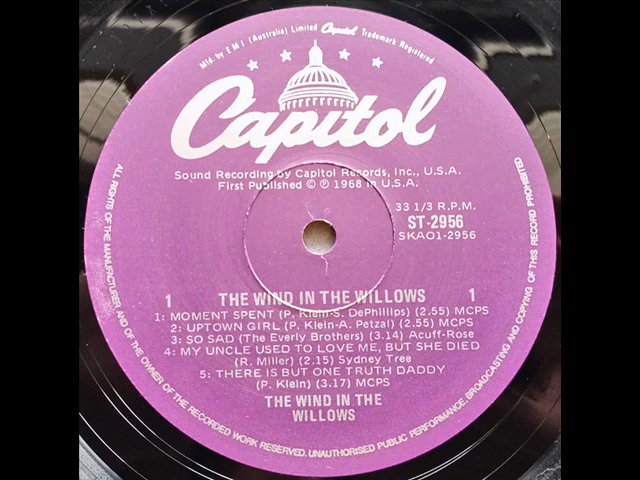 Mfd. by E M I (Australia) Limited Capitol Trademark Registered
Capitol
Sound Recording by Capitol Records, Inc., U.S.A.
First Published © ℗ 1968 in U.S.A.
33 1/3 R.P.M.
ST-2956
SKAO1-2956
1 THE WIND IN THE WILLOWS 1
1: MOMENT SPENT (P. Klein-S. DePhillips) (2.55) MCPS
2: UPTOWN GIRL (P. Klein-A. Petzal) (2.55) MCPS
3: SO SAD (The Everly Brothers) (3.14) Acuff-Rose
4: MY UNCLE USED TO LOVE ME, BUT SHE DIED
(R. Miller) (2.15) Sydney Tree
5: THERE IS BUT ONE TRUTH DADDY
(P. Klein) (3.17) MCPS
THE WIND IN THE
WILLOWS
ALL RIGHTS OF THE MANUFACTURER AND OF THE OWNER OF THE RECORDED WORK RESERVED. UNAUTHORISED PUBLIC PERFORMANCE, BROADCASTING AND COPYING OF THIS RECORD PROHIBITED